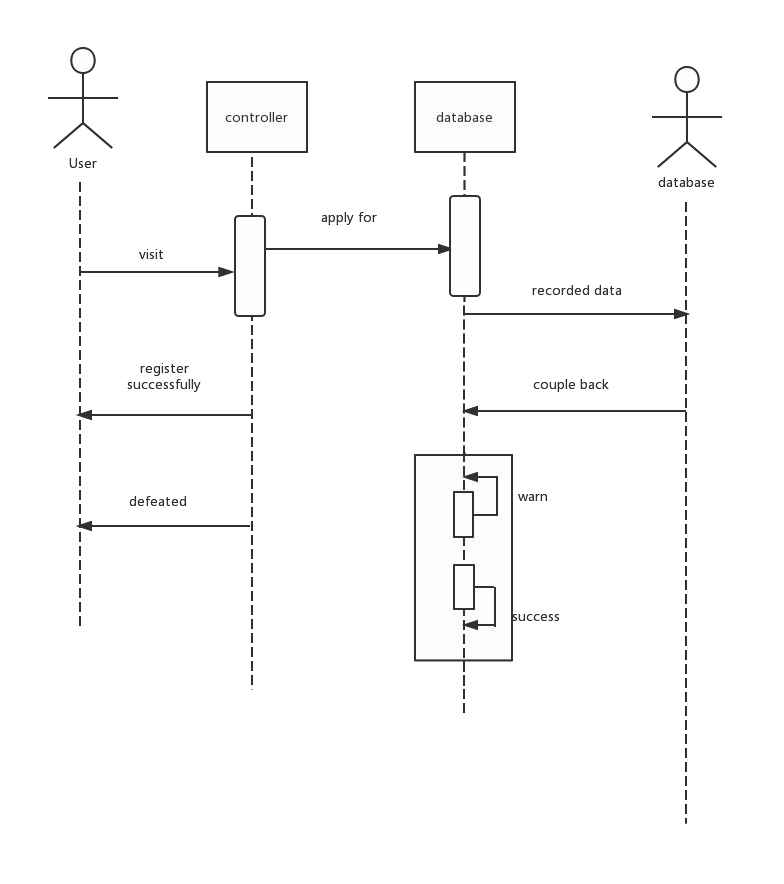 controller
database
User
database
apply for
visit
recorded data
register
successfully
couple back
warn
defeated
success